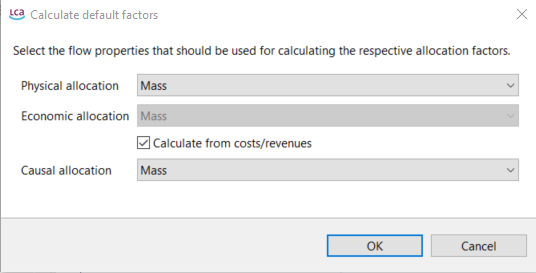 LCA Calculate default factors
Select the flow properties that should be used for calculating the respective allocation factors.
Physical allocation Mass
Economic allocation Mass
Calculate from costs/revenues
Causal allocation Mass
OK Cancel